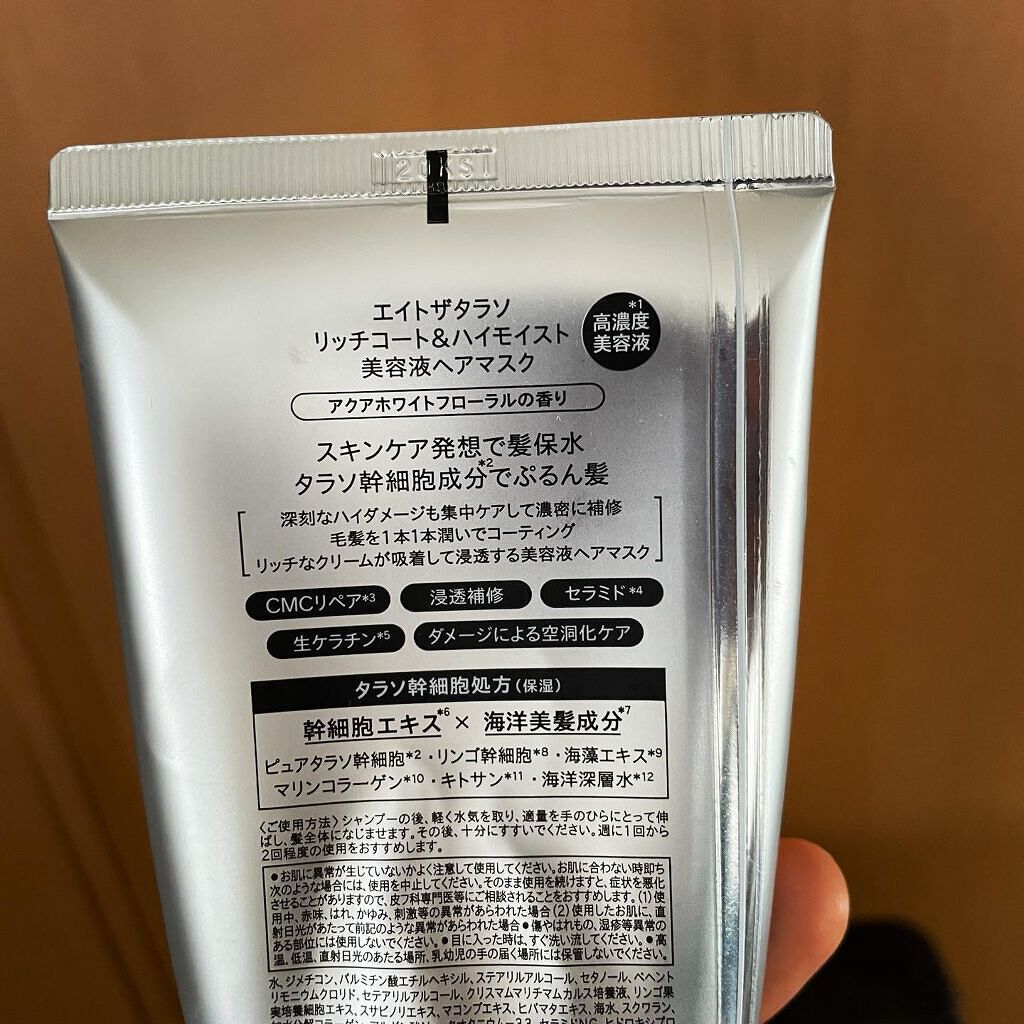 エイトザタラソ
リッチコート&ハイモイスト
美容液ヘアマスク
*1
高濃度
美容液
アクアホワイトフローラルの香り
スキンケア発想で髪保水
タラソ幹細胞成分*2でぷるん髪
深刻なハイダメージも集中ケアして濃密に補修
毛髪を1本1本潤いでコーティング
リッチなクリームが吸着して浸透する美容液ヘアマスク
CMCリペア*3 浸透補修 セラミド*4
生ケラチン*5 ダメージによる空洞化ケア
タラソ幹細胞処方(保湿)
幹細胞エキス*6 × 海洋美髪成分*7
ピュアタラソ幹細胞*2・リンゴ幹細胞*8・海藻エキス*9
マリンコラーゲン*10・キトサン*11・海洋深層水*12
〈ご使用方法〉シャンプーの後、軽く水気を取り、適量を手のひらにとって伸
ばし、髪全体になじませます。その後、十分にすすいでください。週に1回から
2回程度の使用をおすすめします。
●お肌に異常が生じていないかよく注意して使用してください。お肌に合わない時即ち
次のような場合には、使用を中止してください。そのまま使用を続けますと、症状を悪化
させることがありますので、皮フ科専門医等にご相談されることをおすすめします。(1)使
用中、赤味、はれ、かゆみ、刺激等の異常があらわれた場合(2)使用したお肌に、直
射日光があたって前記のような異常があらわれた場合●傷やはれもの、湿疹等異常の
ある部位には使用しないでください。●目に入った時は、すぐ洗い流してください。●高
温、低温、直射日光のあたる場所、乳幼児の手の届く場所には保管しないでください。
水、ジメチコン、パルミチン酸エチルヘキシル、ステアリルアルコール、セタノール、ベヘント
リモニウムクロリド、セテアリルアルコール、クリスマムマリチマムカルス培養液、リンゴ果
実培養細胞エキス、スサビノリエキス、マコンブエキス、ヒバマタエキス、海水、スクワラン、